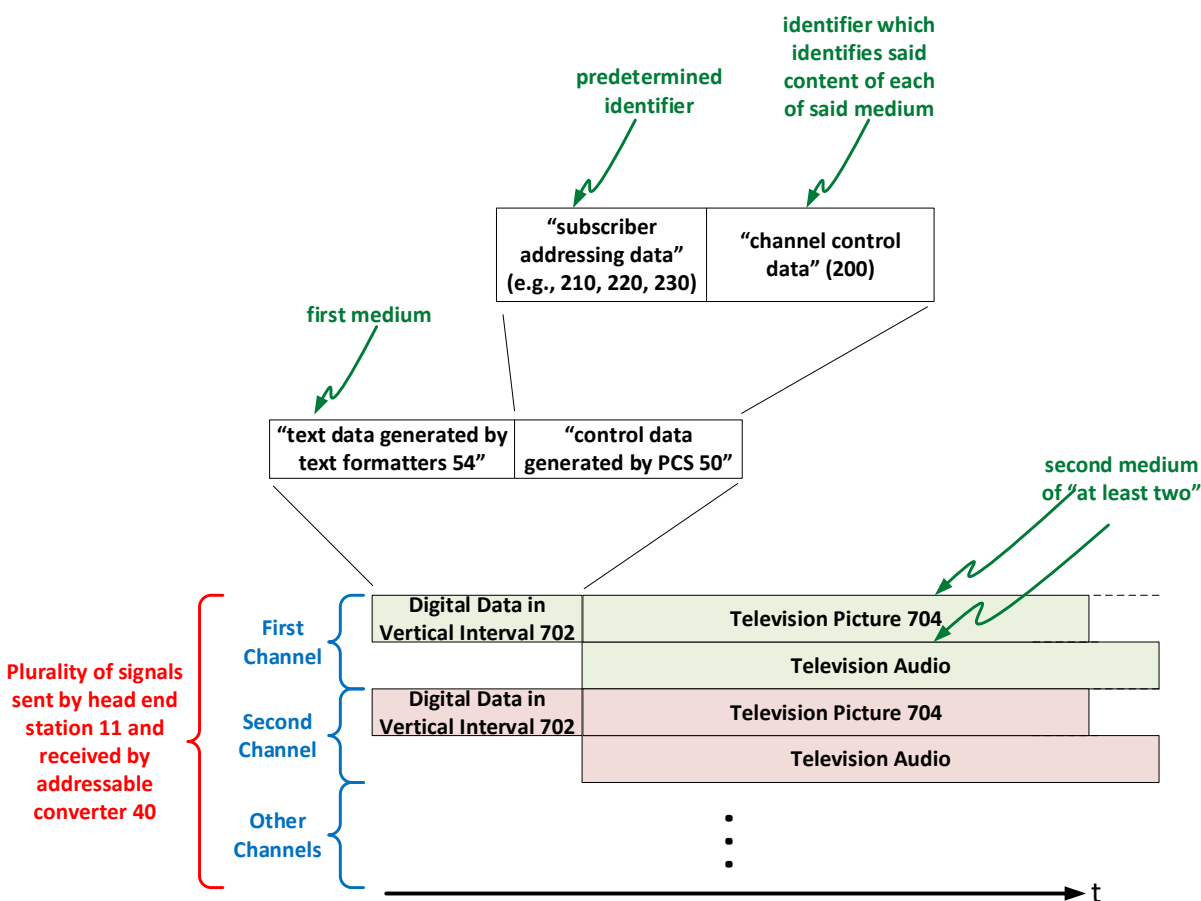 identifier which
identifies said
content of each
of said medium
predetermined
identifier
“subscriber
addressing data”
(e.g., 210, 220, 230)
“channel control
data” (200)
first medium
“text data generated by
text formatters 54”
“control data
generated by PCS 50”
second medium
of “at least two”
Plurality of signals
sent by head end
station 11 and
received by
addressable
converter 40
First
Channel
Digital Data in
Vertical Interval 702
Television Picture 704
Television Audio
Second
Channel
Digital Data in
Vertical Interval 702
Television Picture 704
Television Audio
Other
Channels
t